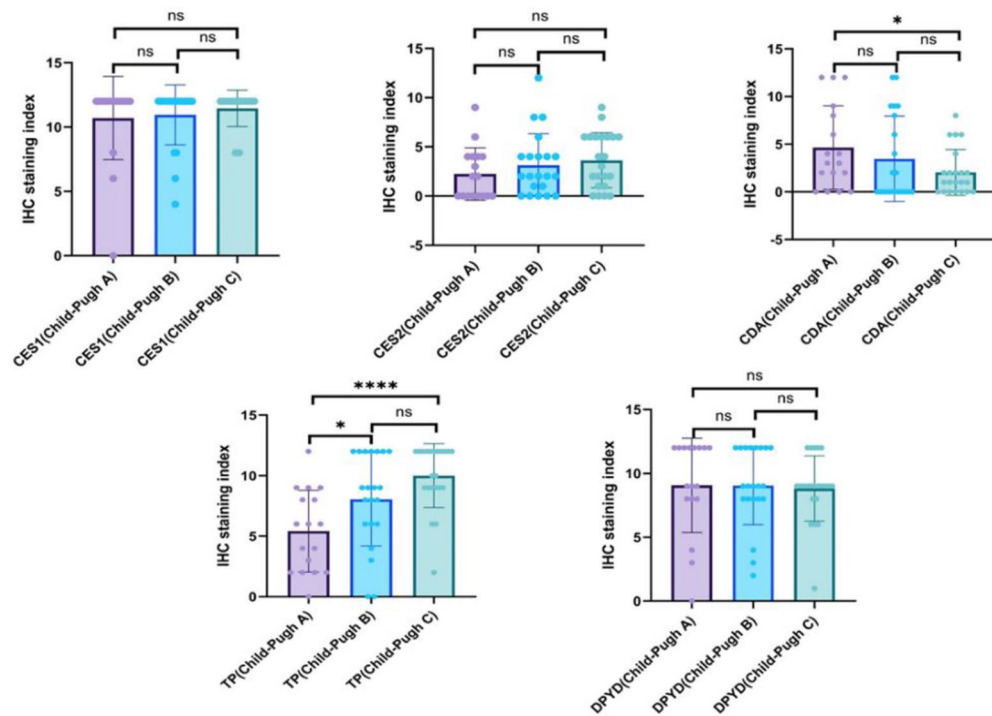 ns
ns
ns
IHC staining index
15
10
5
0
CES1(Child-Pugh A)
CES1(Child-Pugh B)
CES1(Child-Pugh C)
ns
ns
ns
IHC staining index
15
10
5
0
-5
CES2(Child-Pugh A)
CES2(Child-Pugh B)
CES2(Child-Pugh C)
*
ns
ns
IHC staining index
15
10
5
0
-5
CDA(Child-Pugh A)
CDA(Child-Pugh B)
CDA(Child-Pugh C)
****
ns
*
IHC staining index
15
10
5
0
TP(Child-Pugh A)
TP(Child-Pugh B)
TP(Child-Pugh C)
ns
ns
ns
IHC staining index
15
10
5
0
DPYD(Child-Pugh A)
DPYD(Child-Pugh B)
DPYD(Child-Pugh C)